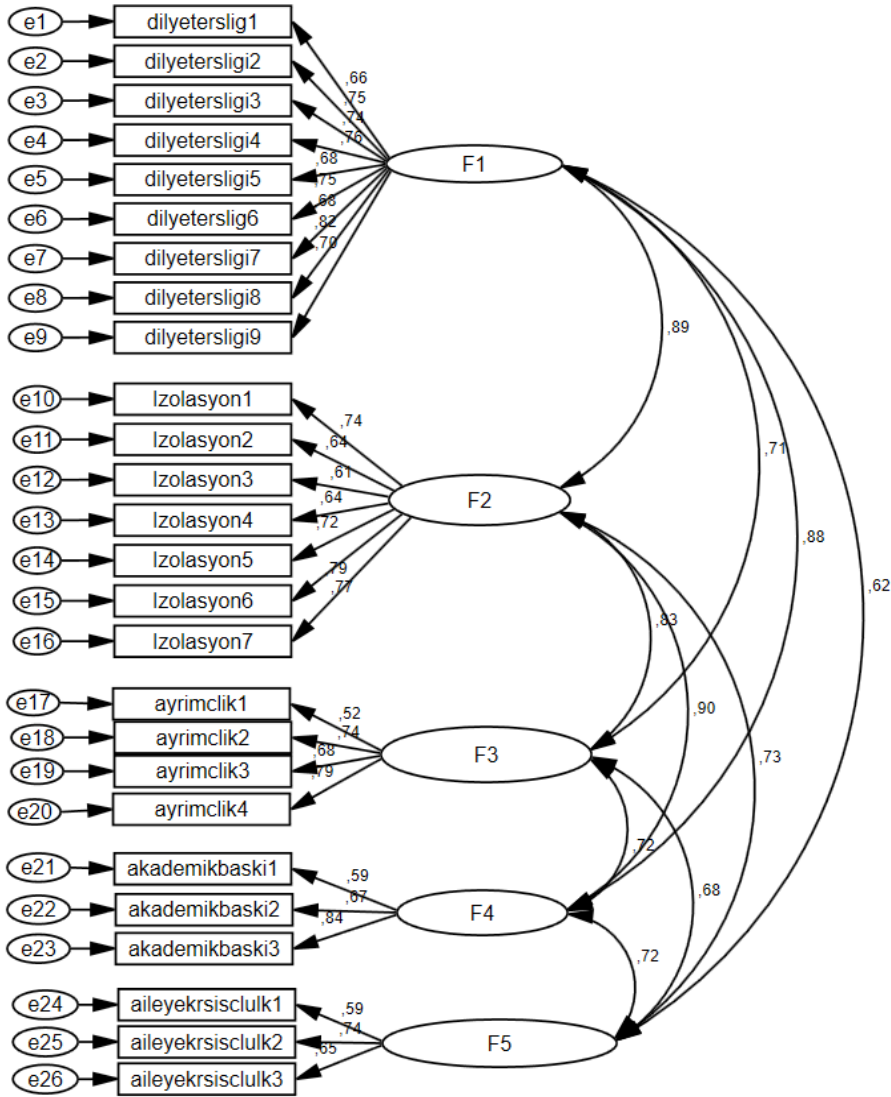 e1 dilyeterslig1
e2 dilyetersligi2
e3 dilyetersligi3
e4 dilyetersligi4
e5 dilyetersligi5
e6 dilyeterslig6
e7 dilyetersligi7
e8 dilyetersligi8
e9 dilyetersligi9
,66
,75
,74
,76
,68
,75
,68
,82
,70
F1
e10 Izolasyon1
e11 Izolasyon2
e12 Izolasyon3
e13 Izolasyon4
e14 Izolasyon5
e15 Izolasyon6
e16 Izolasyon7
,74
,64
,61
,64
,72
,79
,77
F2
e17 ayrimclik1
e18 ayrimclik2
e19 ayrimclik3
e20 ayrimclik4
,52
,74
,68
,79
F3
e21 akademikbaski1
e22 akademikbaski2
e23 akademikbaski3
,59
,67
,84
F4
e24 aileyekrsisclulk1
e25 aileyekrsisclulk2
e26 aileyekrsisclulk3
,59
,74
,65
F5
,89
,71
,88
,62
,83
,90
,73
,72
,68
,72